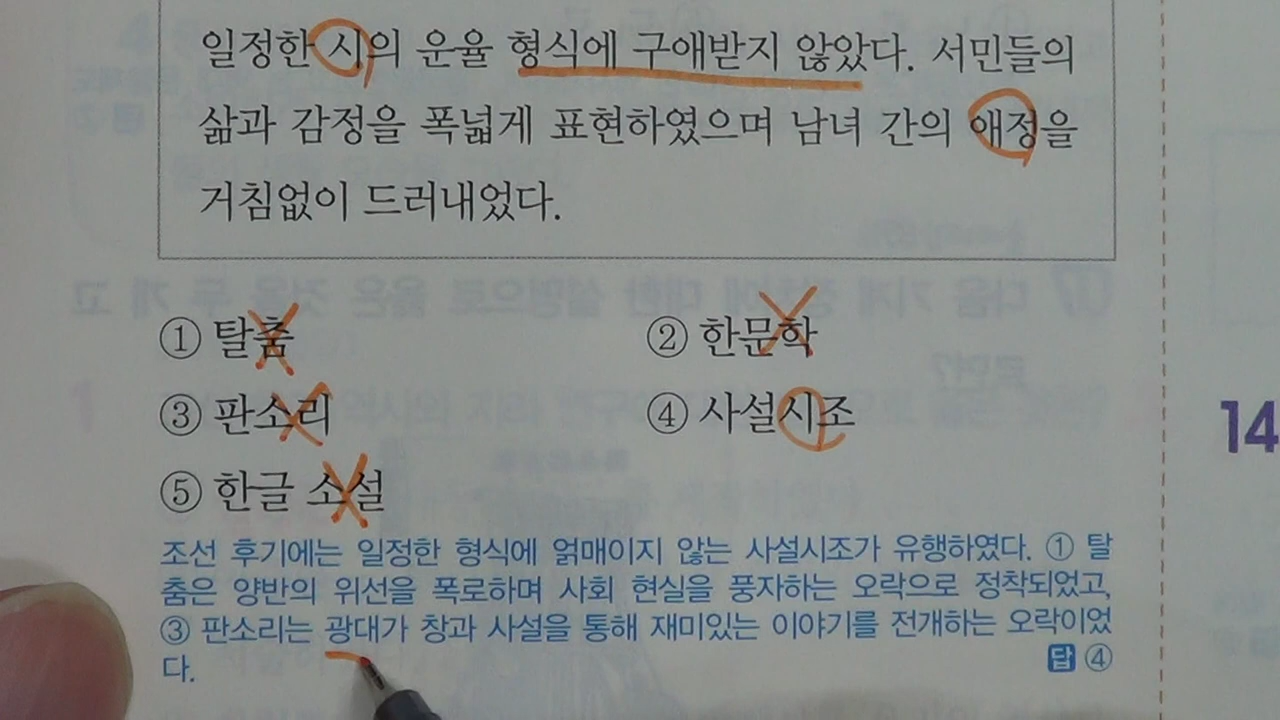 일정한 시의 운율 형식에 구애받지 않았다. 서민들의
삶과 감정을 폭넓게 표현하였으며 남녀 간의 애정을
거침없이 드러내었다.
① 탈춤 ② 한문학
③ 판소리 ④ 사설시조
⑤ 한글 소설
조선 후기에는 일정한 형식에 얽매이지 않는 사설시조가 유행하였다. ① 탈
춤은 양반의 위선을 폭로하며 사회 현실을 풍자하는 오락으로 정착되었고,
③ 판소리는 광대가 창과 사설을 통해 재미있는 이야기를 전개하는 오락이었
다. 답 ④
14